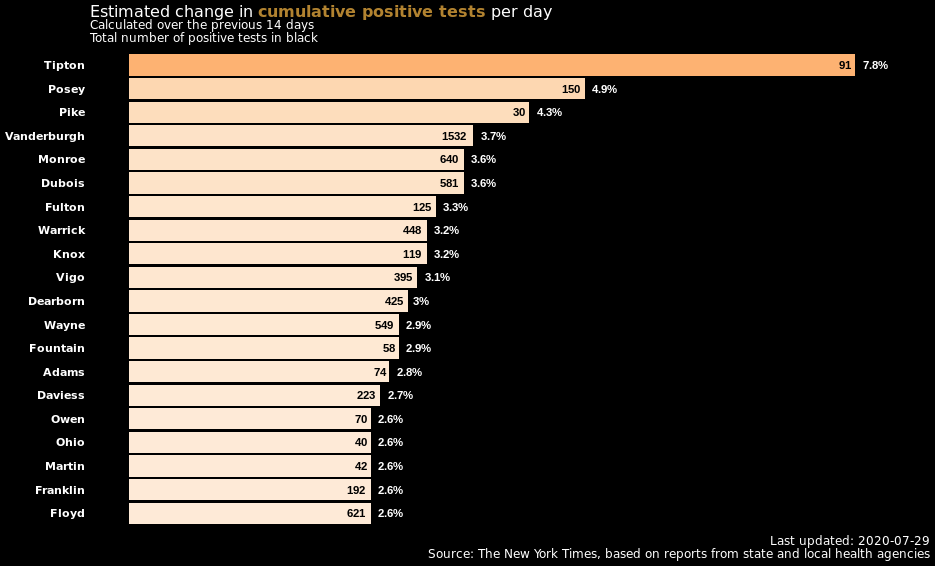 Estimated change in cumulative positive tests per day
Calculated over the previous 14 days
Total number of positive tests in black
Tipton 91 7.8%
Posey 150 4.9%
Pike 30 4.3%
Vanderburgh 1532 3.7%
Monroe 640 3.6%
Dubois 581 3.6%
Fulton 125 3.3%
Warrick 448 3.2%
Knox 119 3.2%
Vigo 395 3.1%
Dearborn 425 3%
Wayne 549 2.9%
Fountain 58 2.9%
Adams 74 2.8%
Daviess 223 2.7%
Owen 70 2.6%
Ohio 40 2.6%
Martin 42 2.6%
Franklin 192 2.6%
Floyd 621 2.6%
Last updated: 2020-07-29
Source: The New York Times, based on reports from state and local health agencies